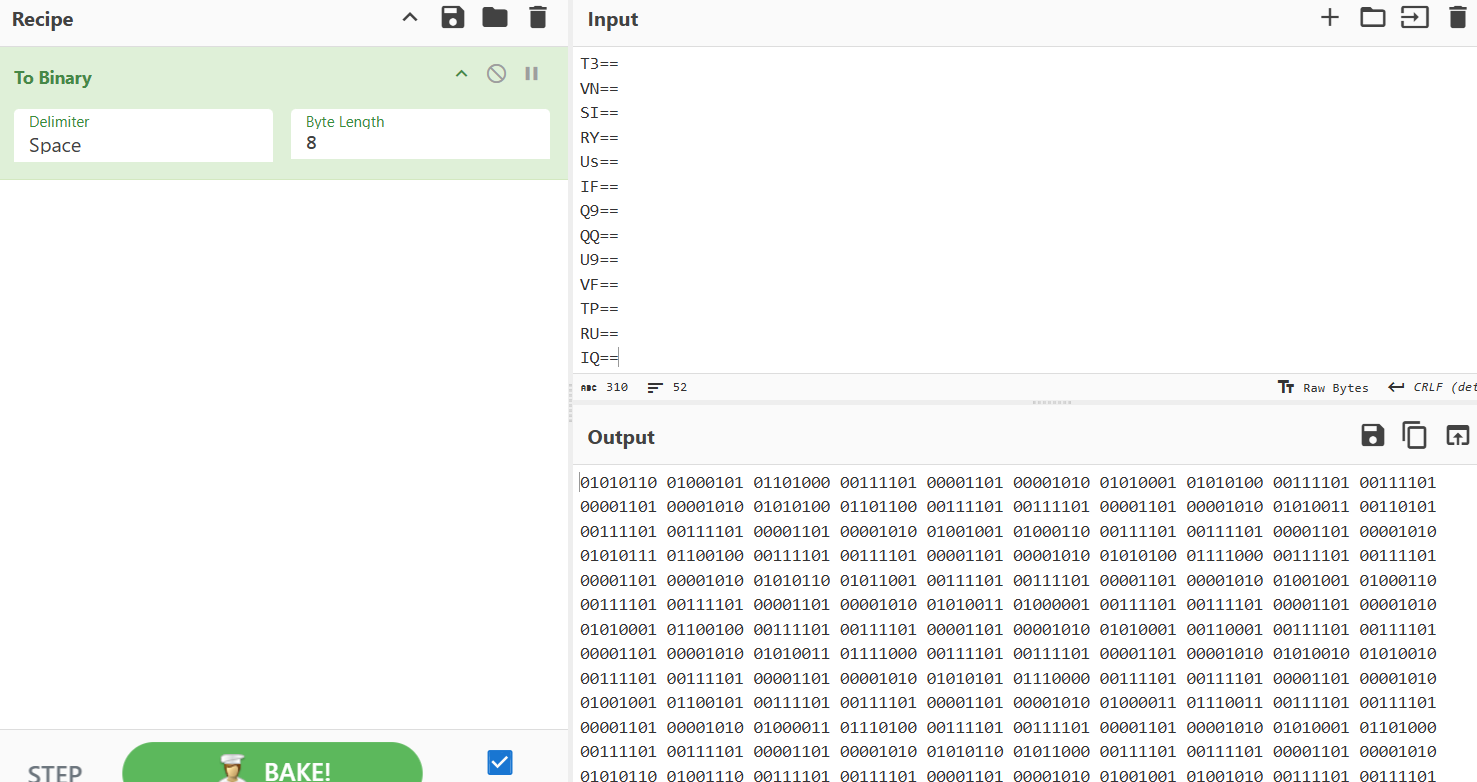 Recipe
To Binary
Delimiter
Space
Byte Length
8
STEP
BAKE!
Input
T3==
VN==
SI==
RY==
Us==
IF==
Q9==
QQ==
U9==
VF==
TP==
RU==
IQ==
ABC 310 52
Raw Bytes CRLF (det
Output
01010110 01000101 01101000 00111101 00001101 00001010 01010001 01010100 00111101 00111101
00001101 00001010 01010100 01101100 00111101 00111101 00001101 00001010 01010011 00110101
00111101 00111101 00001101 00001010 01001001 01000110 00111101 00111101 00001101 00001010
01010111 01100100 00111101 00111101 00001101 00001010 01010100 01111000 00111101 00111101
00001101 00001010 01010110 01011001 00111101 00111101 00001101 00001010 01001001 01000110
00111101 00111101 00001101 00001010 01010011 01000001 00111101 00111101 00001101 00001010
01010001 01100100 00111101 00111101 00001101 00001010 01010001 00110001 00111101 00111101
00001101 00001010 01010011 01111000 00111101 00111101 00001101 00001010 01010010 01010010
00111101 00111101 00001101 00001010 01010101 01110000 00111101 00111101 00001101 00001010
01001001 01100101 00111101 00111101 00001101 00001010 01000011 01110011 00111101 00111101
00001101 00001010 01000011 01110100 00111101 00111101 00001101 00001010 01010001 01101000
00111101 00111101 00001101 00001010 01010110 01011000 00111101 00111101 00001101 00001010
01010110 01001110 00111101 00111101 00001101 00001010 01001001 01001010 00111101 00111101